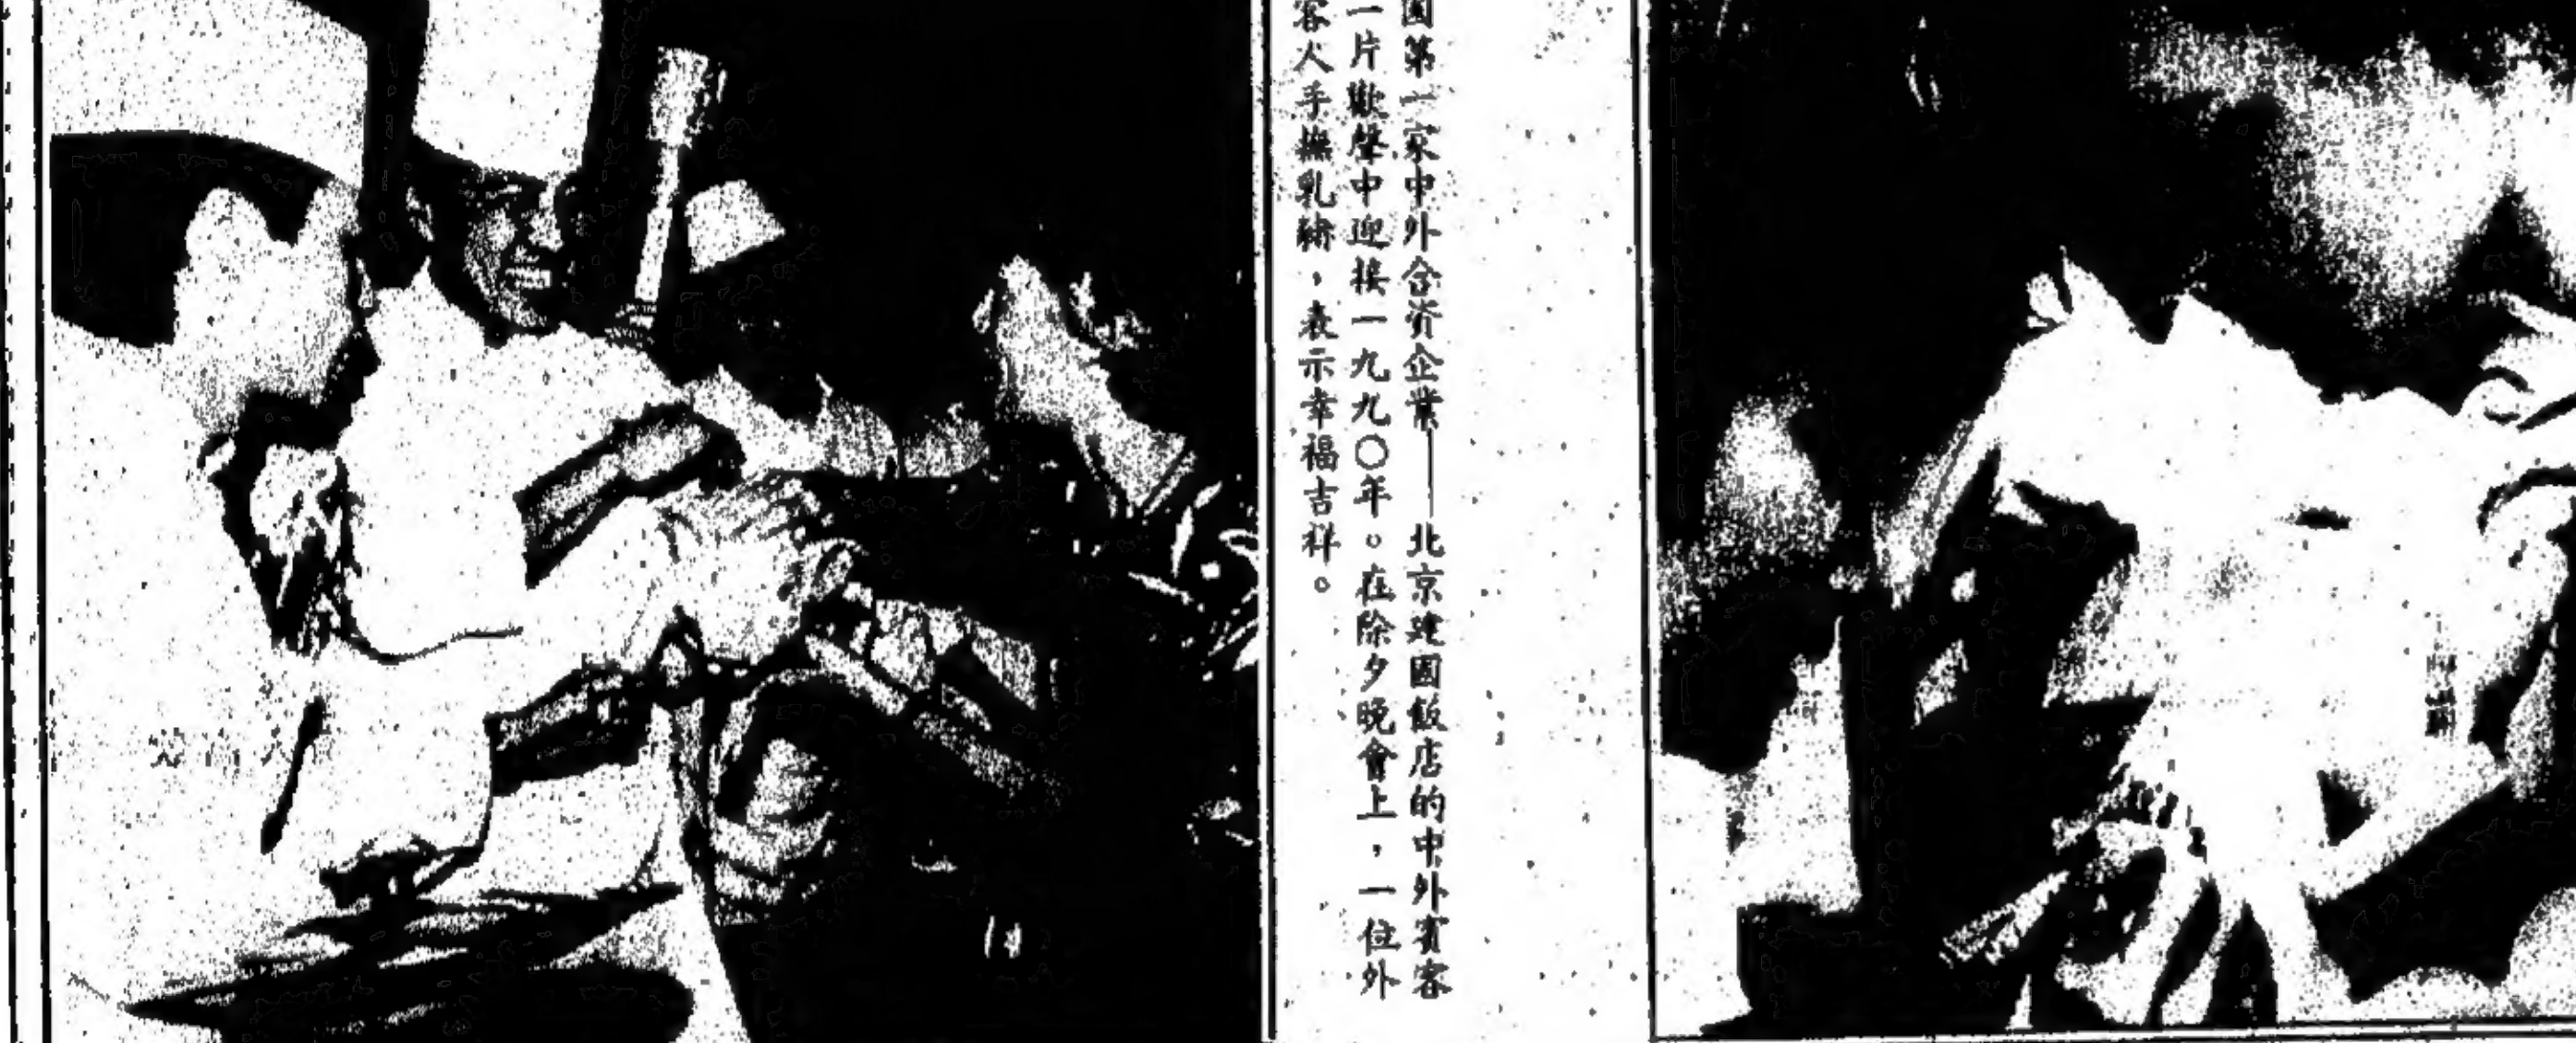 國第一家中外合資企業——北京建國飯店的中外賓客
一片歡聲中迎接一九九〇年。在除夕晚會上，一位外
客人手撫乳豬，表示幸福吉祥。